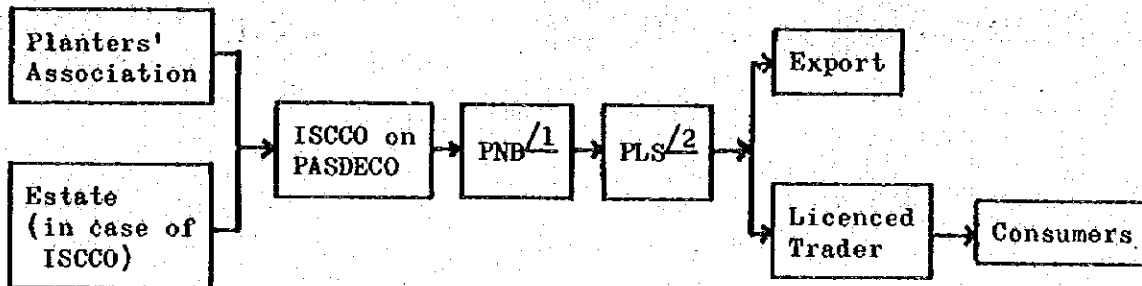 Planters'
Association
Estate
(in case of
ISCCO)
ISCCO on
PASDECO
PNB/1
PLS/2
Export
Licenced
Trader
Consumers